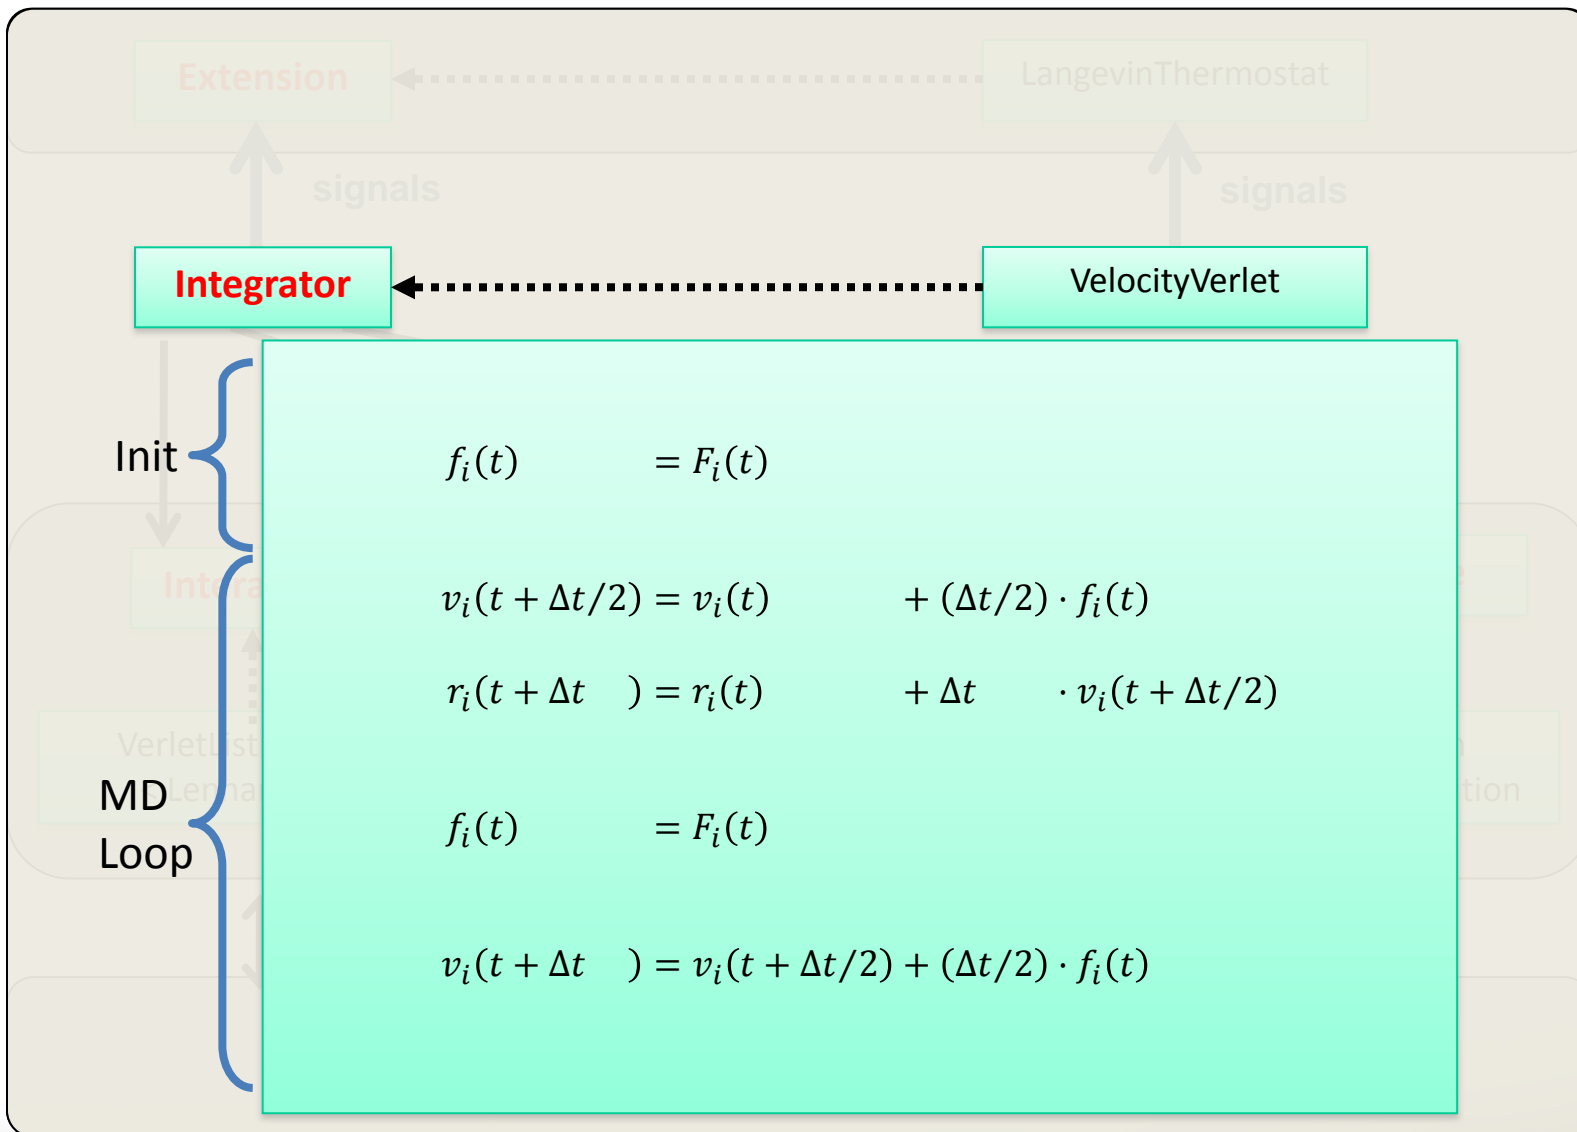 Extension
LangevinThermostat
signals
signals
Integrator
VelocityVerlet
Init
f_i(t) = F_i(t)
v_i(t + Δt/2) = v_i(t) + (Δt/2) · f_i(t)
r_i(t + Δt ) = r_i(t) + Δt · v_i(t + Δt/2)
MD
Loop
f_i(t) = F_i(t)
v_i(t + Δt ) = v_i(t + Δt/2) + (Δt/2) · f_i(t)